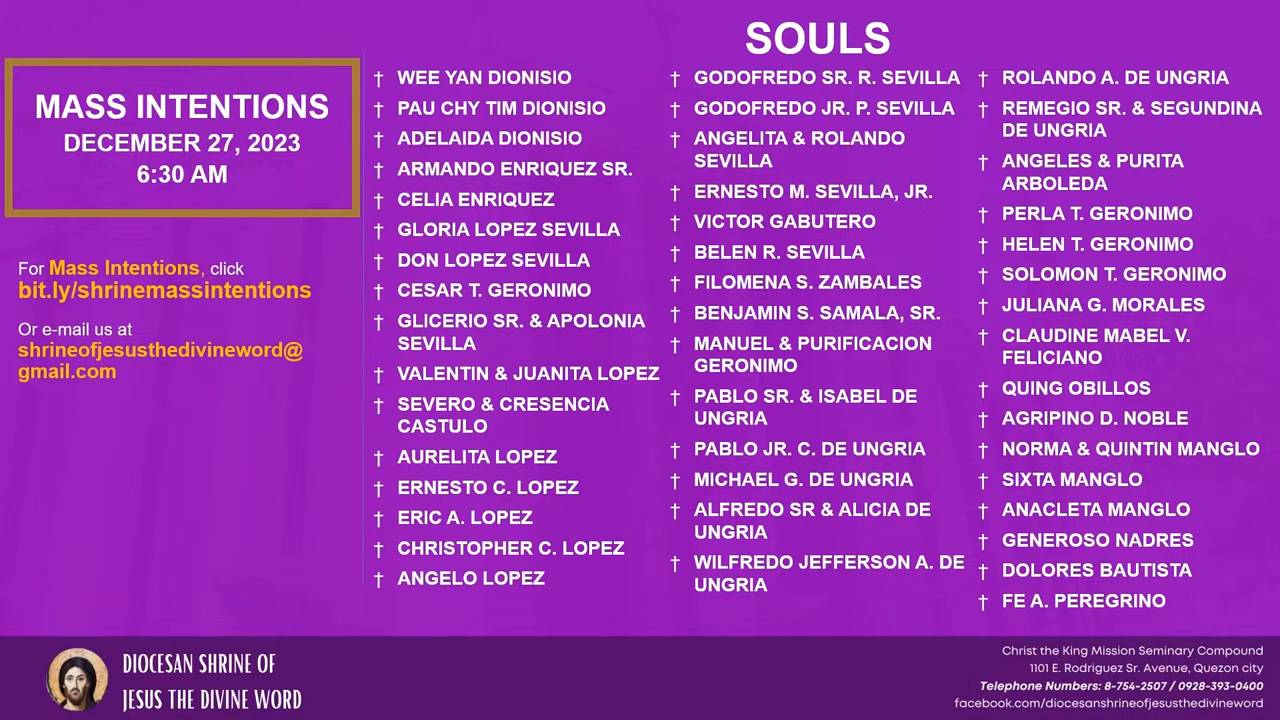 SOULS
MASS INTENTIONS
DECEMBER 27, 2023
6:30 AM
For Mass Intentions, click
bit.ly/shrinemassintentions
Or e-mail us at
shrineofjesusthedivineword@
gmail.com
† WEE YAN DIONISIO
† PAU CHY TIM DIONISIO
† ADELAIDA DIONISIO
† ARMANDO ENRIQUEZ SR.
† CELIA ENRIQUEZ
† GLORIA LOPEZ SEVILLA
† DON LOPEZ SEVILLA
† CESAR T. GERONIMO
† GLICERIO SR. & APOLONIA
SEVILLA
† VALENTIN & JUANITA LOPEZ
† SEVERO & CRESENCIA
CASTULO
† AURELITA LOPEZ
† ERNESTO C. LOPEZ
† ERIC A. LOPEZ
† CHRISTOPHER C. LOPEZ
† ANGELO LOPEZ
† GODOFREDO SR. R. SEVILLA
† GODOFREDO JR. P. SEVILLA
† ANGELITA & ROLANDO
SEVILLA
† ERNESTO M. SEVILLA, JR.
† VICTOR GABUTERO
† BELEN R. SEVILLA
† FILOMENA S. ZAMBALES
† BENJAMIN S. SAMALA, SR.
† MANUEL & PURIFICACION
GERONIMO
† PABLO SR. & ISABEL DE
UNGRIA
† PABLO JR. C. DE UNGRIA
† MICHAEL G. DE UNGRIA
† ALFREDO SR & ALICIA DE
UNGRIA
† WILFREDO JEFFERSON A. DE
UNGRIA
† ROLANDO A. DE UNGRIA
† REMEGIO SR. & SEGUNDINA
DE UNGRIA
† ANGELES & PURITA
ARBOLEDA
† PERLA T. GERONIMO
† HELEN T. GERONIMO
† SOLOMON T. GERONIMO
† JULIANA G. MORALES
† CLAUDINE MABEL V.
FELICIANO
† QUING OBILLOS
† AGRIPINO D. NOBLE
† NORMA & QUINTIN MANGLO
† SIXTA MANGLO
† ANACLETA MANGLO
† GENEROSO NADRES
† DOLORES BAUTISTA
† FE A. PEREGRINO
DIOCESAN SHRINE OF
JESUS THE DIVINE WORD
Christ the King Mission Seminary Compound
1101 E. Rodriguez Sr. Avenue, Quezon city
Telephone Numbers: 8-754-2507 / 0928-393-0400
facebook.com/diocesanshrineofjesusthedivineword